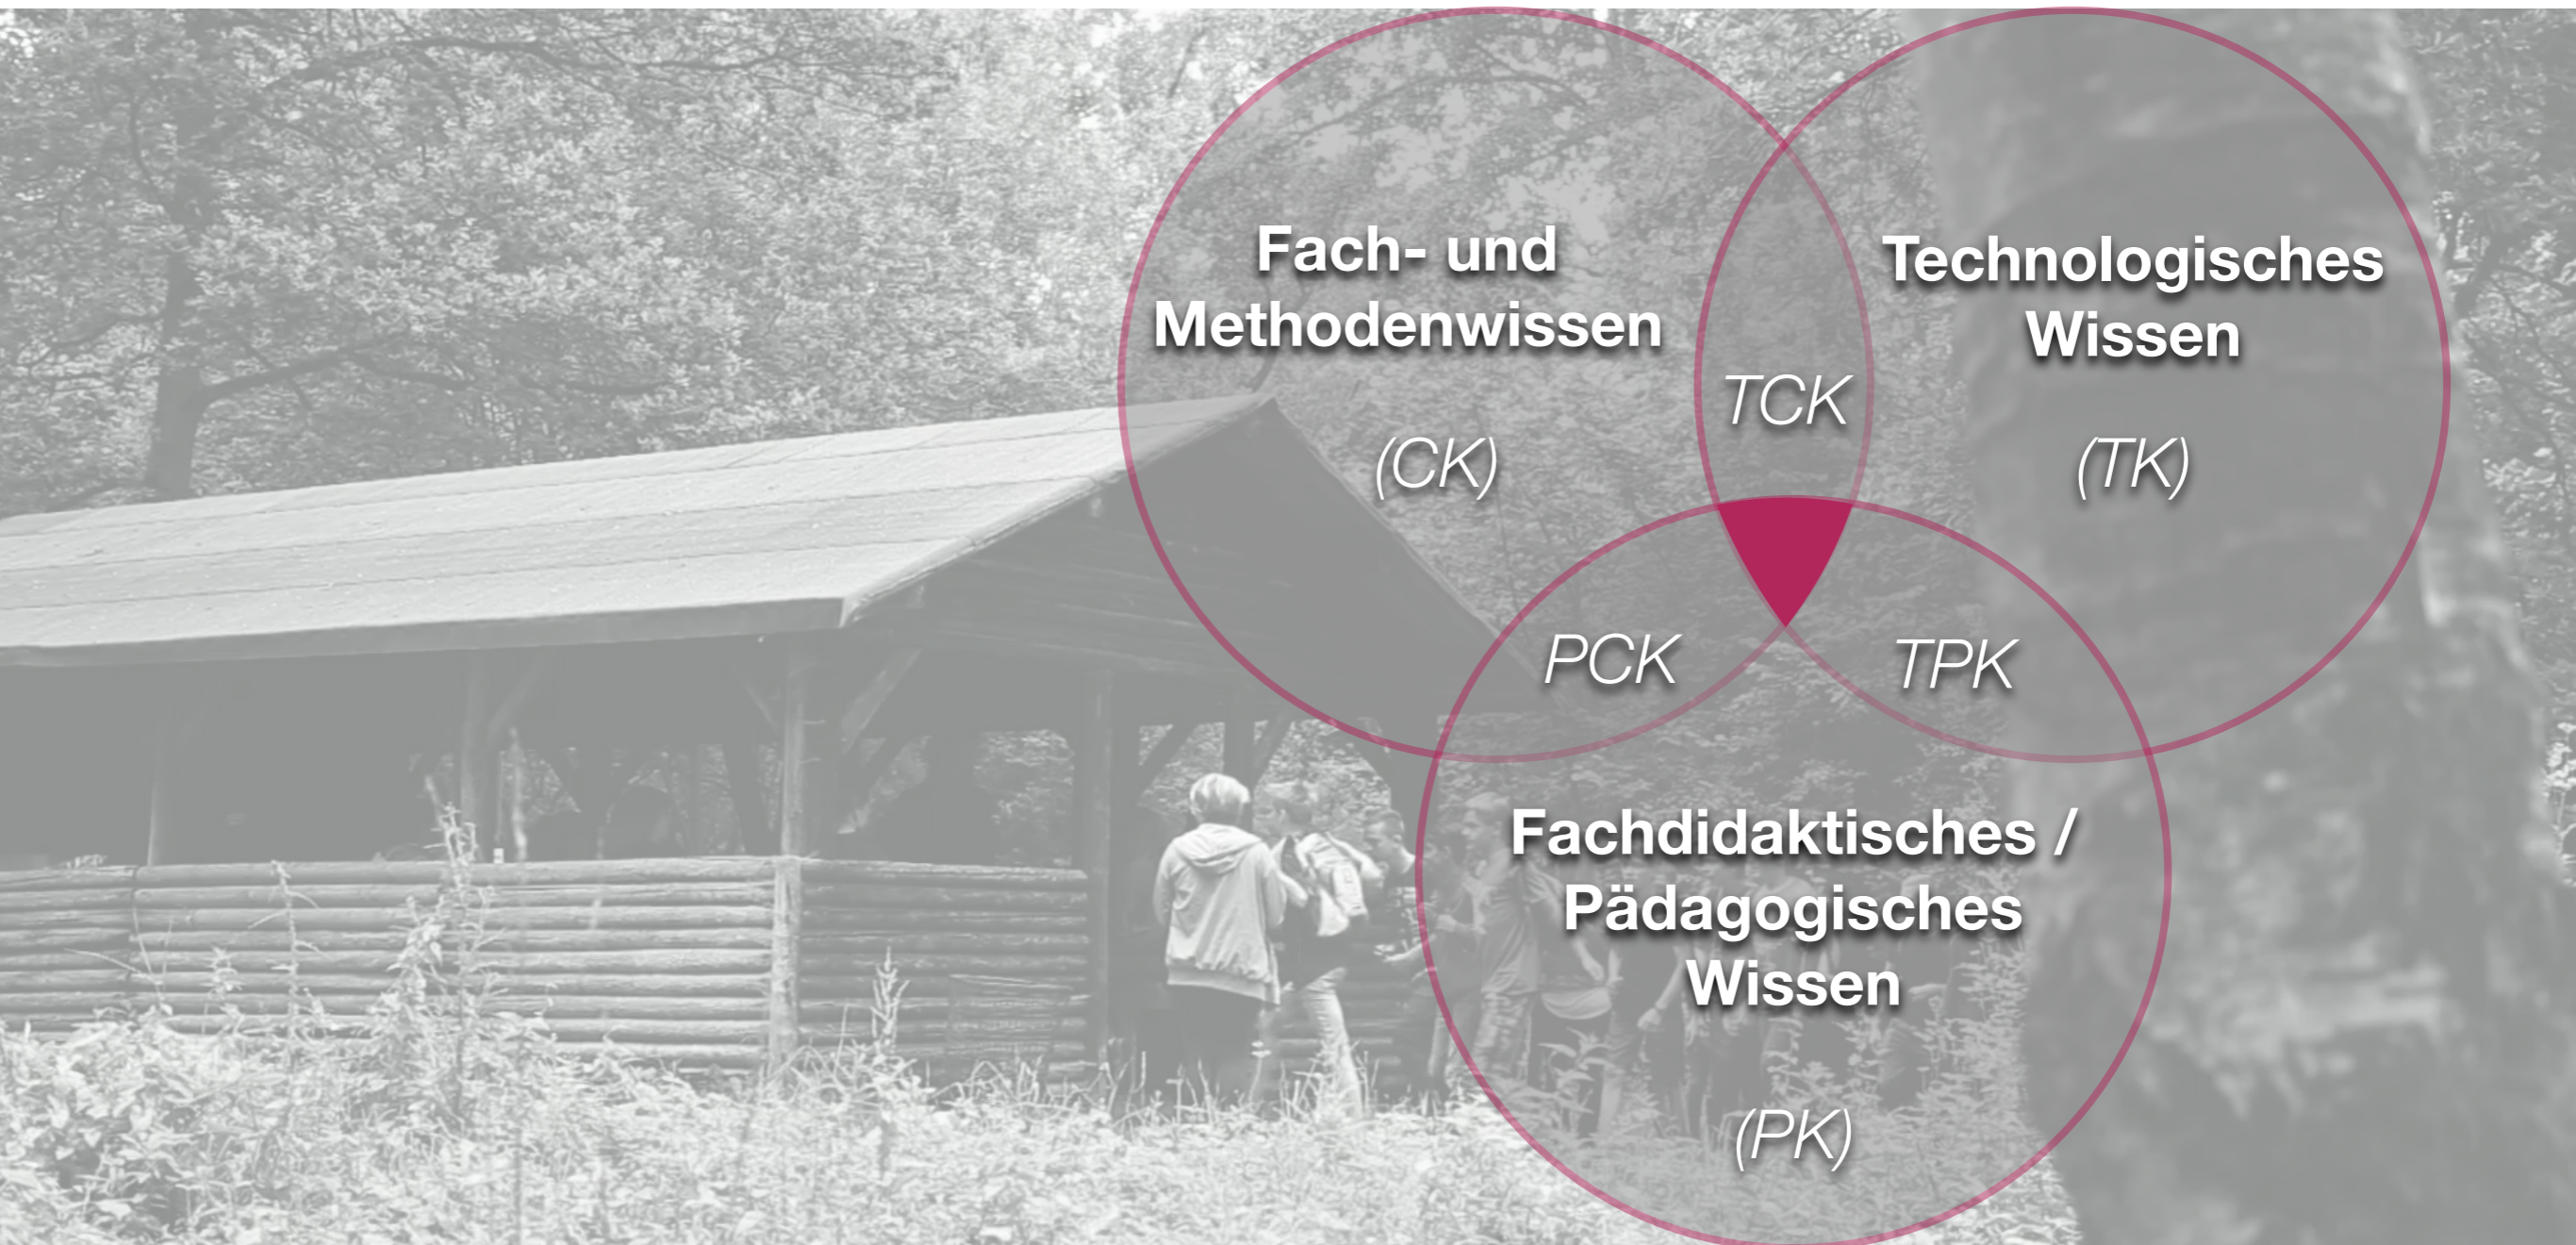 Fach- und
Methodenwissen
(CK)
Technologisches
Wissen
(TK)
TCK
PCK
TPK
Fachdidaktisches /
Pädagogisches
Wissen
(PK)